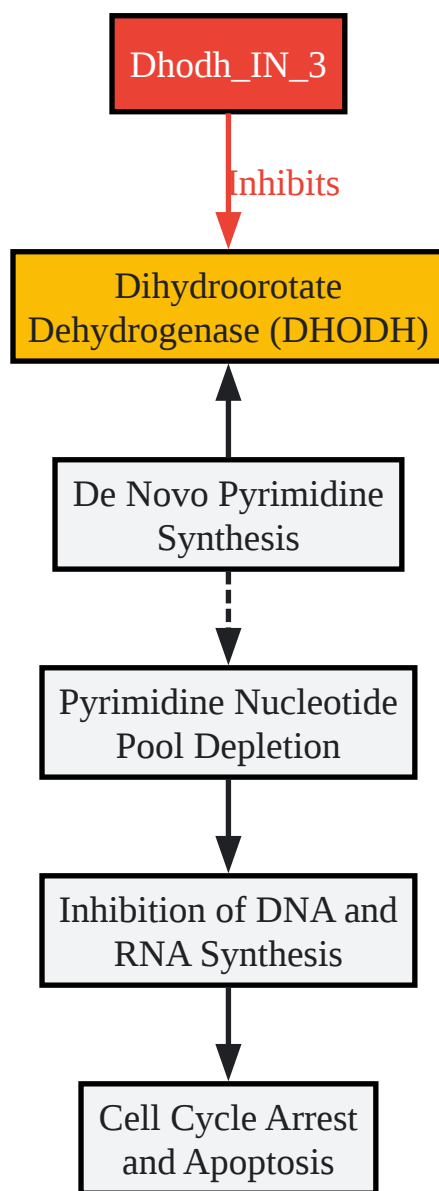 Dhodh_IN_3
Inhibits
Dihydroorotate
Dehydrogenase (DHODH)
De Novo Pyrimidine
Synthesis
Pyrimidine Nucleotide
Pool Depletion
Inhibition of DNA and
RNA Synthesis
Cell Cycle Arrest
and Apoptosis